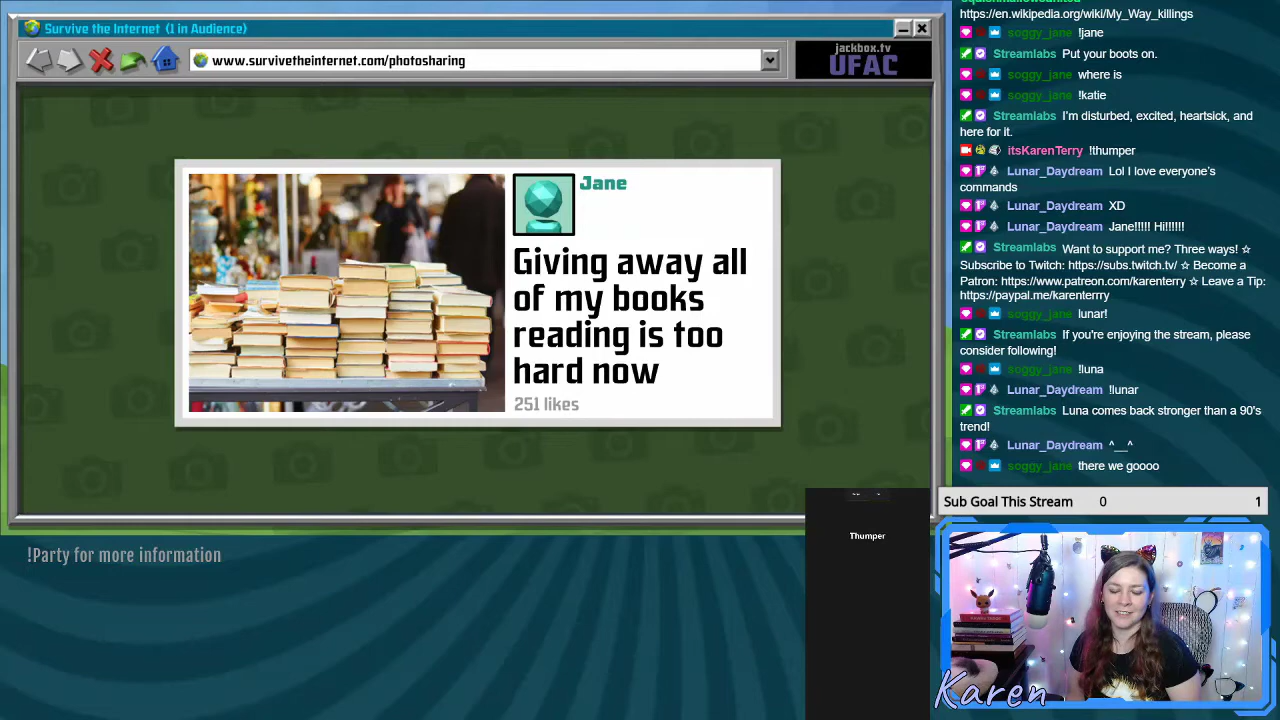 Survive the Internet (1 in Audience)
www.survivetheinternet.com/photosharing
jackbox.tv
UFAC
Jane
Giving away all
of my books
reading is too
hard now
251 likes
!Party for more information
Thumper
https://en.wikipedia.org/wiki/My_Way_killings
soggy_jane !jane
Streamlabs Put your boots on.
soggy_jane where is
soggy_jane !katie
Streamlabs I'm disturbed, excited, heartsick, and
here for it.
itsKarenTerry !thumper
Lunar_Daydream Lol I love everyone's
commands
Lunar_Daydream XD
Lunar_Daydream Jane!!!!! Hi!!!!!!
Streamlabs Want to support me? Three ways! ☆
Subscribe to Twitch: https://subs.twitch.tv/ ☆ Become a
Patron: https://www.patreon.com/karenterry ☆ Leave a Tip:
https://paypal.me/karenterrry
soggy_jane lunar!
Streamlabs If you're enjoying the stream, please
consider following!
soggy_jane !luna
Lunar_Daydream !lunar
Streamlabs Luna comes back stronger than a 90's
trend!
Lunar_Daydream ^__^
soggy_jane there we goooo
Sub Goal This Stream 0 1
Karen